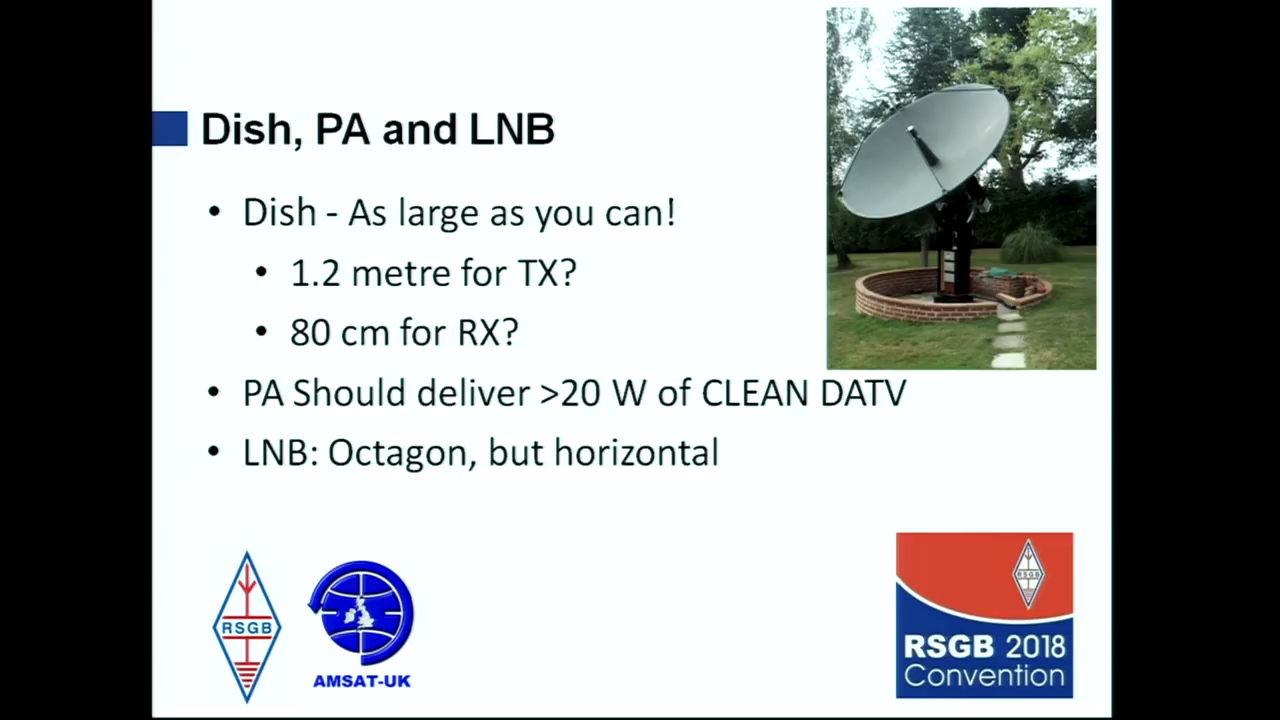 Dish, PA and LNB
• Dish - As large as you can!
• 1.2 metre for TX?
• 80 cm for RX?
• PA Should deliver >20 W of CLEAN DATV
• LNB: Octagon, but horizontal
RSGB
AMSAT-UK
RSGB
RSGB 2018
Convention